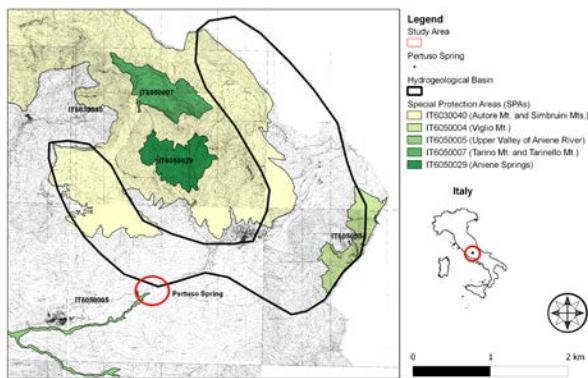 IT6050007
IT6030040
IT6050029
IT6050005
Pertuso Spring
Legend
Study Area
Pertuso Spring
Hydrogeological Basin
Special Protection Areas (SPAs)
IT6030040 (Autore Mt. and Simbruini Mts.)
IT6050004 (Viglio Mt.)
IT6050005 (Upper Valley of Aniene River)
IT6050007 (Tarino Mt. and Tarinello Mt.)
IT6050029 (Aniene Springs)
Italy
0 1 2 km